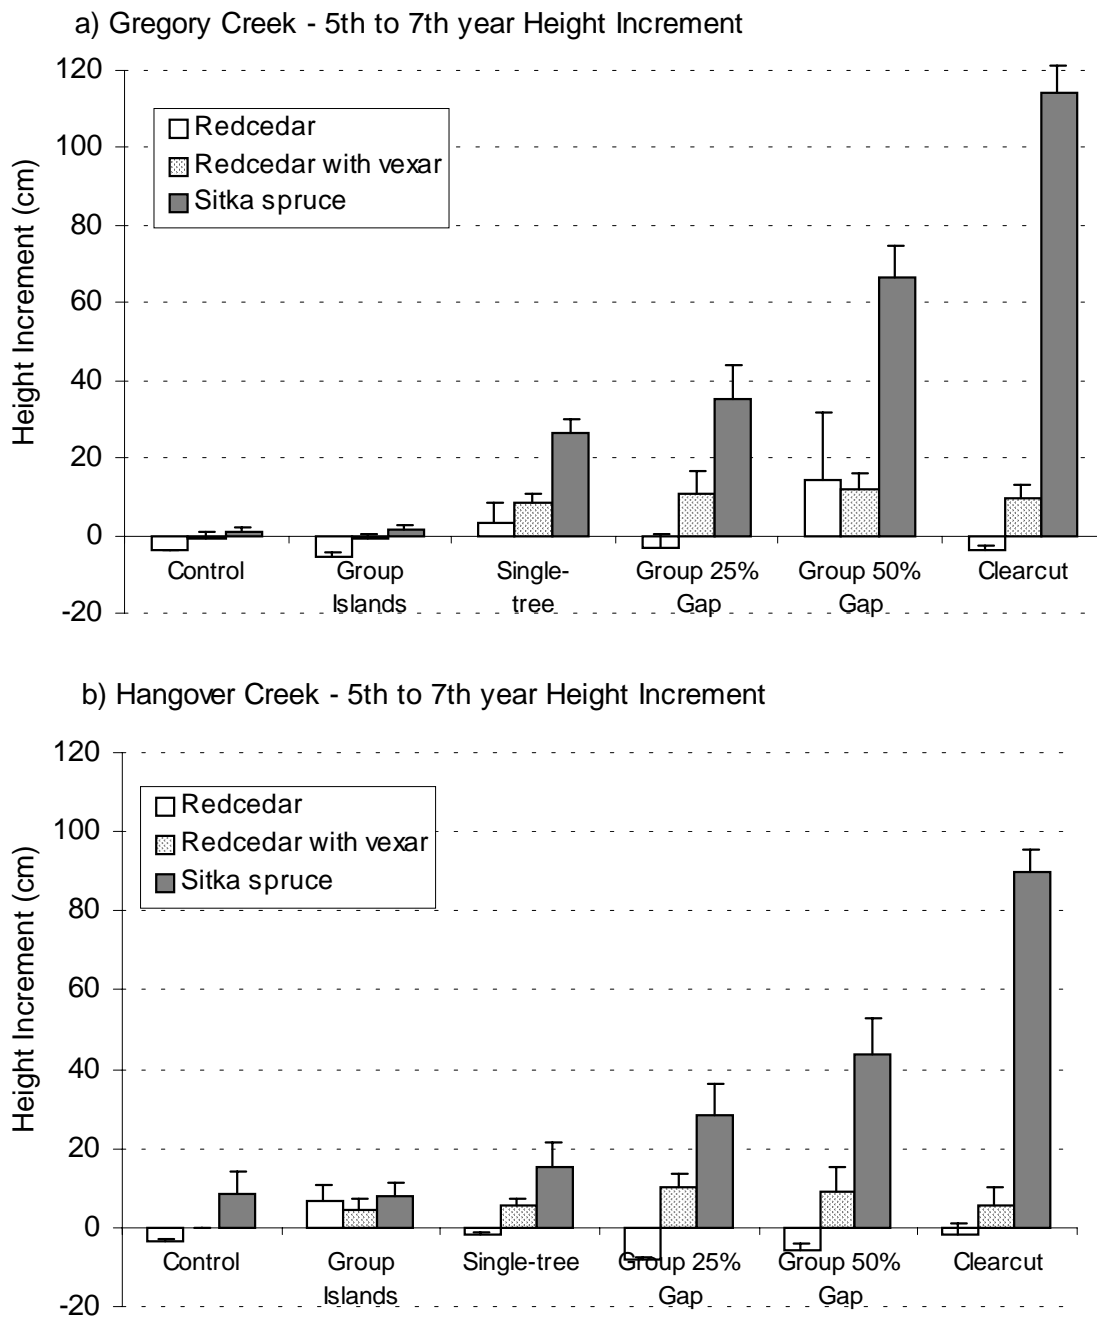 a) Gregory Creek - 5th to 7th year Height Increment
120
100
80
60
40
20
0
-20
Height Increment (cm)
Redcedar
Redcedar with vexar
Sitka spruce
Control
Group
Islands
Single-
tree
Group 25%
Gap
Group 50%
Gap
Clearcut
b) Hangover Creek - 5th to 7th year Height Increment
120
100
80
60
40
20
0
-20
Height Increment (cm)
Redcedar
Redcedar with vexar
Sitka spruce
Control
Group
Islands
Single-tree
Group 25%
Gap
Group 50%
Gap
Clearcut